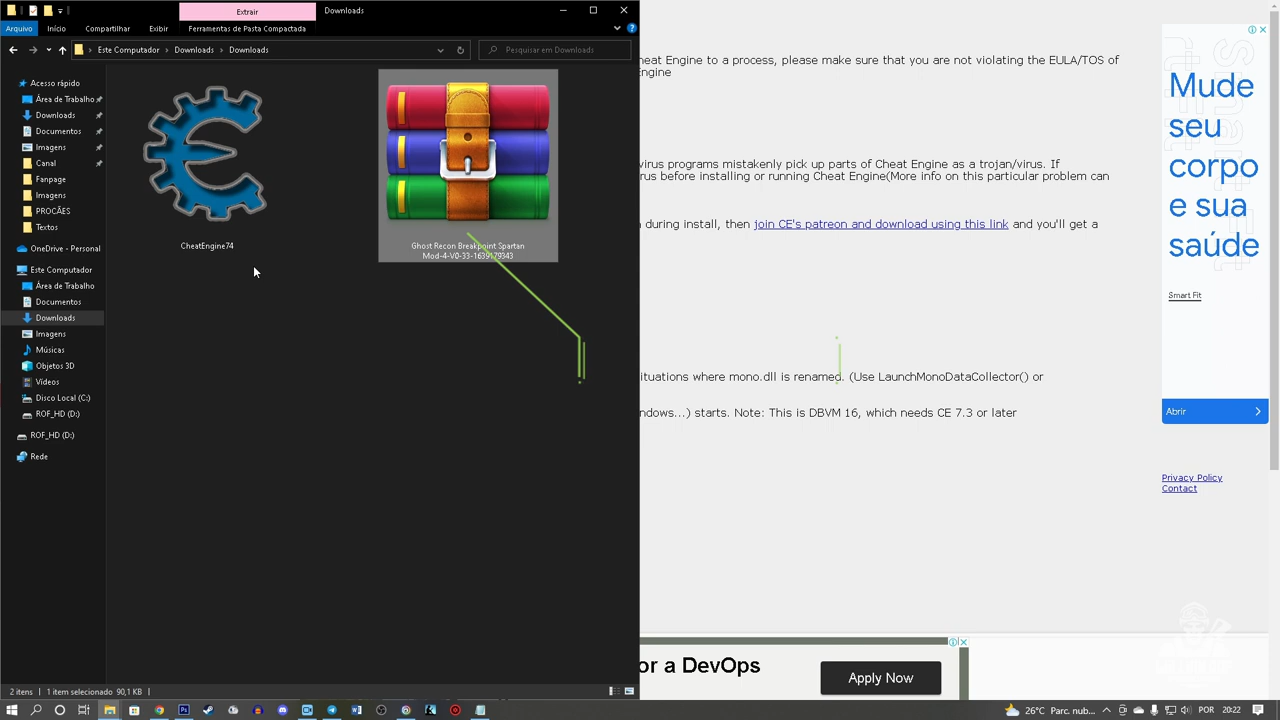 Extrair
Downloads
Arquivo
Início
Compartilhar
Exibir
Ferramentas de Pasta Compactada
Este Computador
Downloads
Downloads
Pesquisar em Downloads
Acesso rápido
Área de Trabalho
Downloads
Documentos
Imagens
Canal
Fanpage
Imagens
PROCÃES
Textos
OneDrive - Personal
Este Computador
Área de Trabalho
Documentos
Downloads
Imagens
Músicas
Objetos 3D
Vídeos
Disco Local (C:)
ROF_HD (D:)
ROF_HD (D:)
Rede
CheatEngine74
Ghost Recon Breakpoint Spartan
Mod-4-V0-33-1639179343
2 itens
1 item selecionado 90,1 KB
heat Engine to a process, please make sure that you are not violating the EULA/TOS of
Engine
virus programs mistakenly pick up parts of Cheat Engine as a trojan/virus. If
rus before installing or running Cheat Engine(More info on this particular problem can
n during install, then join CE's patreon and download using this link and you'll get a
ituations where mono.dll is renamed. (Use LaunchMonoDataCollector() or
ndows...) starts. Note: This is DBVM 16, which needs CE 7.3 or later
Mude
seu
corpo
e sua
saúde
Smart Fit
Abrir
Privacy Policy
Contact
or a DevOps
Apply Now
26°C Parc. nub...
POR
20:22